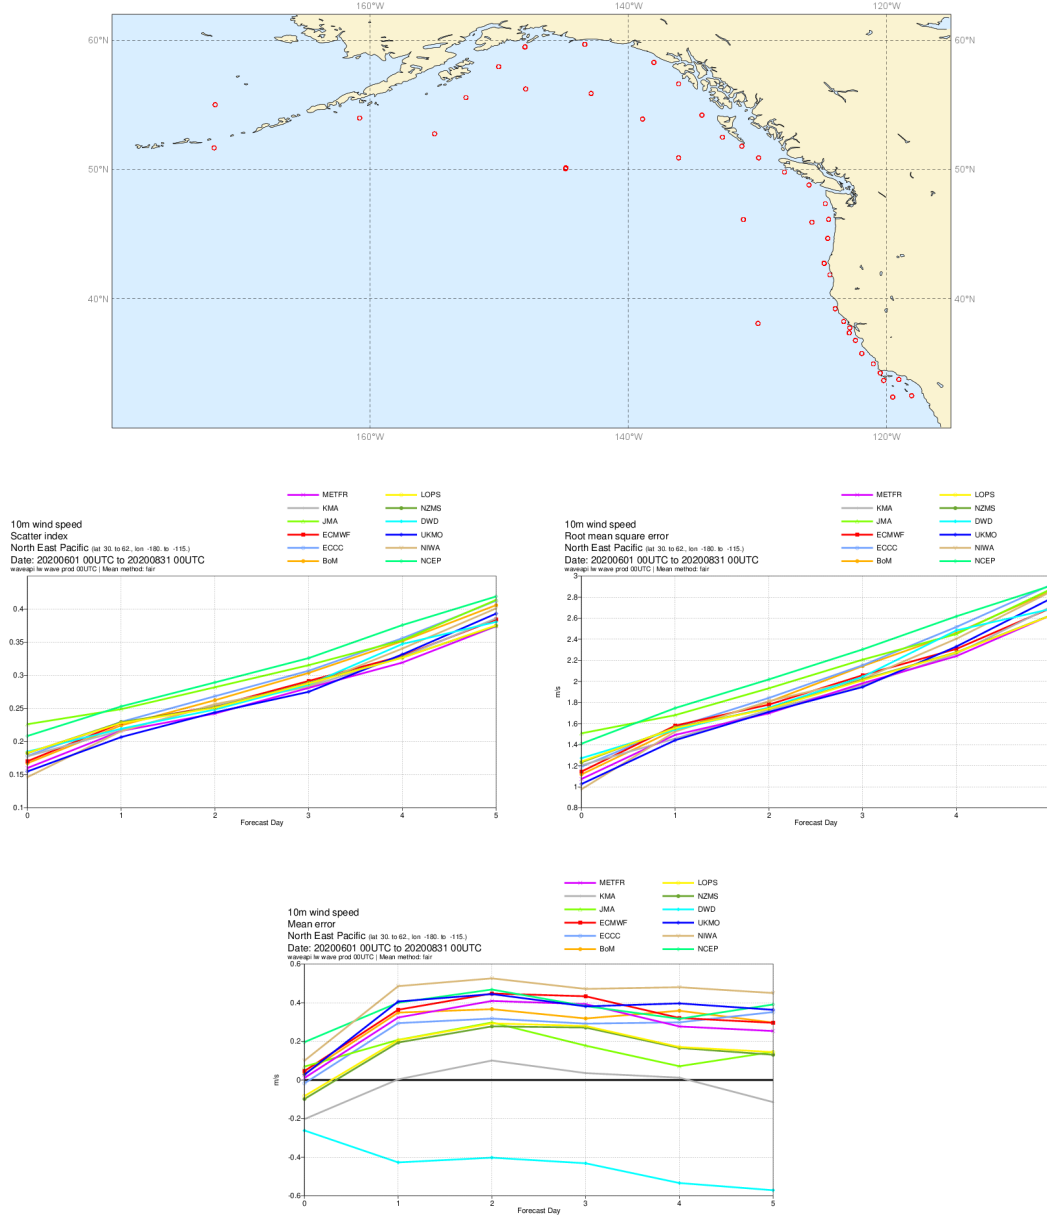 160°W 140°W 120°W
60°N 60°N
50°N 50°N
40°N 40°N
160°W 140°W 120°W
METFR LOPS
KMA NZMS
JMA DWD
ECMWF UKMO
ECCC NIWA
BoM NCEP
10m wind speed
Scatter index
North East Pacific (lat 30. to 62., lon -180. to -115.)
Date: 20200601 00UTC to 20200831 00UTC
waveapi lw wave prod 00UTC | Mean method: fair
0.4
0.35
0.3
0.25
0.2
0.15
0.1
0 1 2 3 4 5
Forecast Day
METFR LOPS
KMA NZMS
JMA DWD
ECMWF UKMO
ECCC NIWA
BoM NCEP
10m wind speed
Root mean square error
North East Pacific (lat 30. to 62., lon -180. to -115.)
Date: 20200601 00UTC to 20200831 00UTC
waveapi lw wave prod 00UTC | Mean method: fair
3
2.8
2.6
2.4
2.2
2
1.8
1.6
1.4
1.2
1
0.8
m/s
0 1 2 3 4
Forecast Day
METFR LOPS
KMA NZMS
JMA DWD
ECMWF UKMO
ECCC NIWA
BoM NCEP
10m wind speed
Mean error
North East Pacific (lat 30. to 62., lon -180. to -115.)
Date: 20200601 00UTC to 20200831 00UTC
waveapi lw wave prod 00UTC | Mean method: fair
0.6
0.4
0.2
0
-0.2
-0.4
-0.6
m/s
0 1 2 3 4 5
Forecast Day